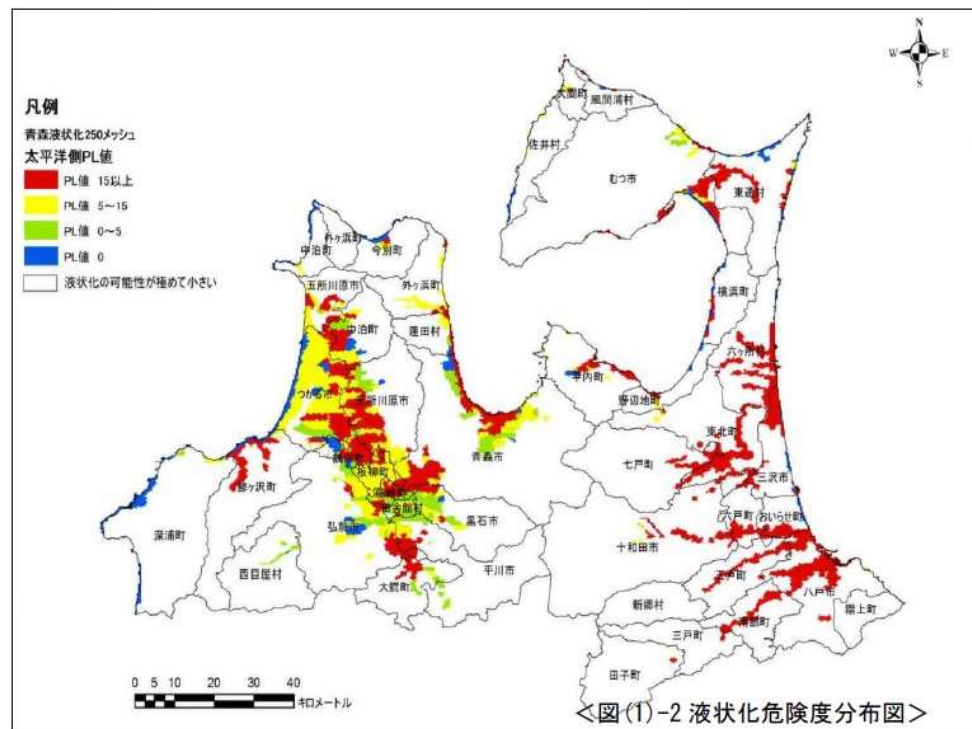 N
W E
S
凡例
青森液状化250メッシュ
太平洋側PL値
PL値 15以上
PL値 5~15
PL値 0~5
PL値 0
液状化の可能性が極めて小さい
大間町
風間浦村
佐井村
むつ市
東通村
外ヶ浜町
中泊町
今別町
五所川原市
外ヶ浜町
横浜町
中泊町
蓬田村
六ヶ所村
平内町
つがる市
五所川原市
野辺地町
東北町
青森市
七戸町
鶴田町
板柳町
三沢市
鰺ヶ沢町
藤崎町
田舎館村
六戸町
おいらせ町
深浦町
弘前市
黒石市
十和田市
西目屋村
平川市
五戸町
大鰐町
八戸市
新郷村
階上町
南部町
三戸町
田子町
0 5 10 20 30 40
キロメートル
<図(1)-2 液状化危険度分布図>